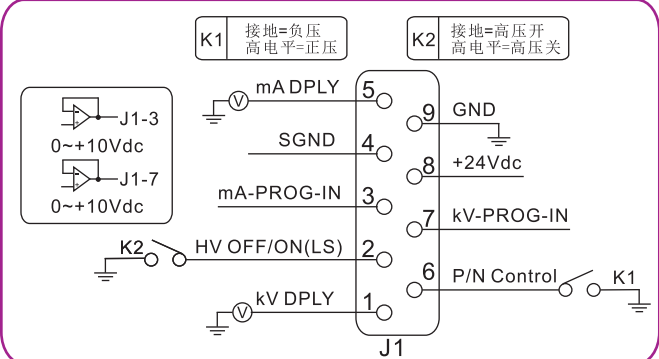 K1
接地=负压
高电平=正压
K2
接地=高压开
高电平=高压关
J1-3
0~+10Vdc
J1-7
0~+10Vdc
mA DPLY
V
5
9
GND
SGND
4
8
+24Vdc
mA-PROG-IN
3
7
kV-PROG-IN
K2
HV OFF/ON(LS)
2
6
P/N Control
K1
kV DPLY
V
1
J1